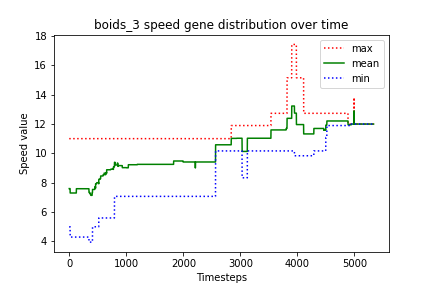 boids_3 speed gene distribution over time
max
mean
min
Speed value
18
16
14
12
10
8
6
4
0 1000 2000 3000 4000 5000
Timesteps